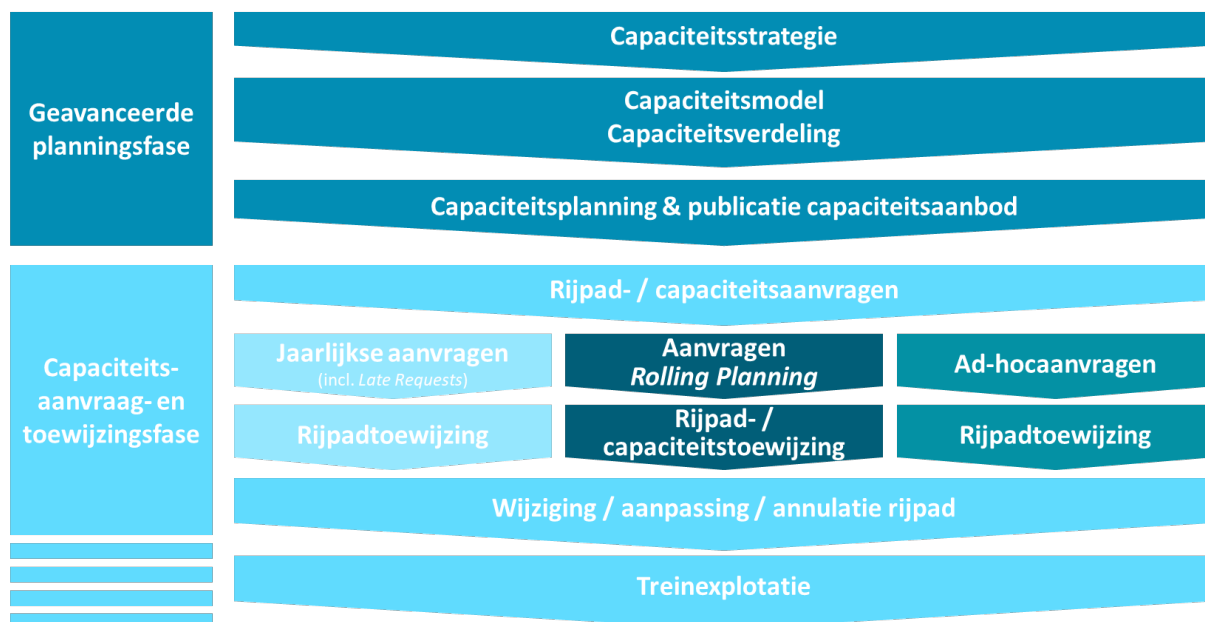 Geavanceerde
planningsfase
Capaciteitsstrategie
Capaciteitsmodel
Capaciteitsverdeling
Capaciteitsplanning & publicatie capaciteitsaanbod
Capaciteits-
aanvraag- en
toewijzingsfase
Rijpad- / capaciteitsaanvragen
Jaarlijkse aanvragen
(incl. Late Requests)
Aanvragen
Rolling Planning
Ad-hocaanvragen
Rijpadtoewijzing
Rijpad- /
capaciteitstoewijzing
Rijpadtoewijzing
Wijziging / aanpassing / annulatie rijpad
Treinexplotatie